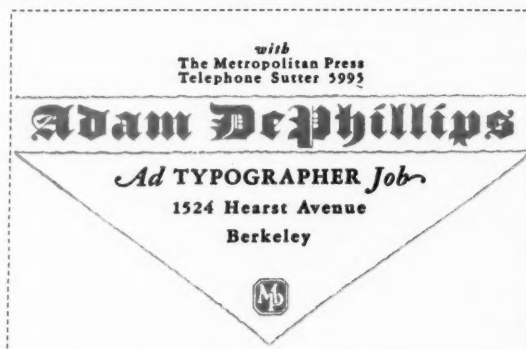 with
The Metropolitan Press
Telephone Sutter 5995
Adam DePhillips
Ad TYPOGRAPHER Job
1524 Hearst Avenue
Berkeley
MP